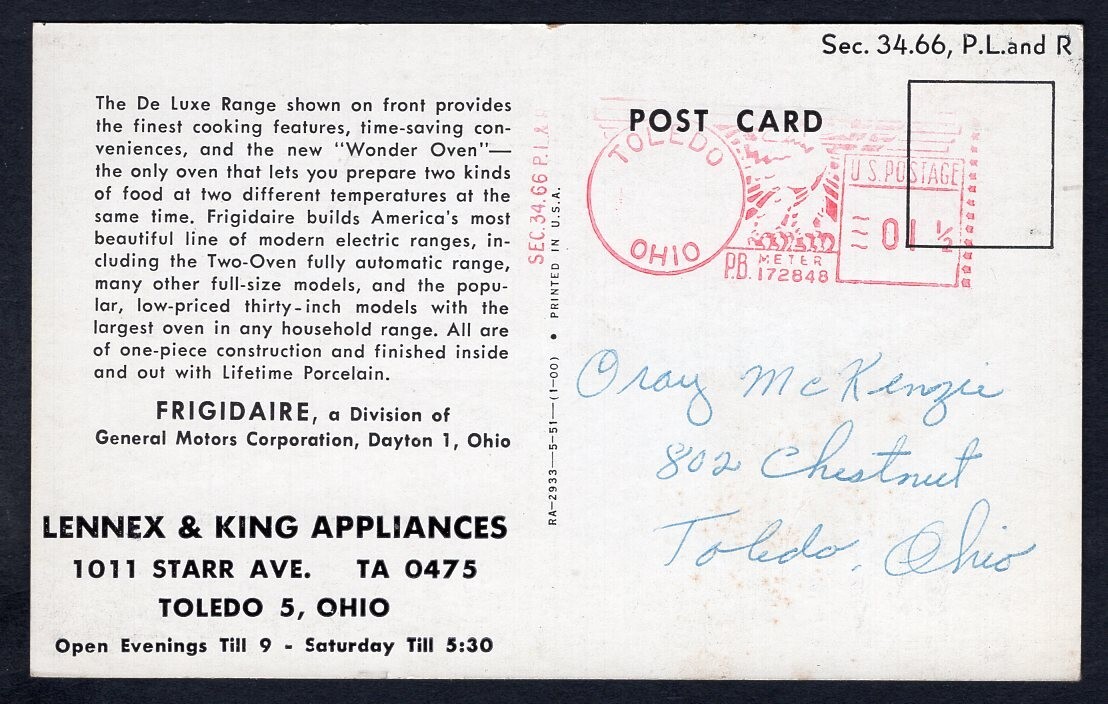 Sec. 34.66, P.L.and R
The De Luxe Range shown on front provides
the finest cooking features, time-saving con-
veniences, and the new "Wonder Oven"—
the only oven that lets you prepare two kinds
of food at two different temperatures at the
same time. Frigidaire builds America's most
beautiful line of modern electric ranges, in-
cluding the Two-Oven fully automatic range,
many other full-size models, and the popu-
lar, low-priced thirty-inch models with the
largest oven in any household range. All are
of one-piece construction and finished inside
and out with Lifetime Porcelain.
FRIGIDAIRE, a Division of
General Motors Corporation, Dayton 1, Ohio
LENNEX & KING APPLIANCES
1011 STARR AVE. TA 0475
TOLEDO 5, OHIO
Open Evenings Till 9 - Saturday Till 5:30
SEC.34.66 P.L.&
RA-2933—5-51—(1-00) • PRINTED IN U.S.A.
POST CARD
TOLEDO
OHIO
P.B. METER
172848
U.S. POSTAGE
01 ½
Oray McKenzie
802 Chestnut
Toledo, Ohio